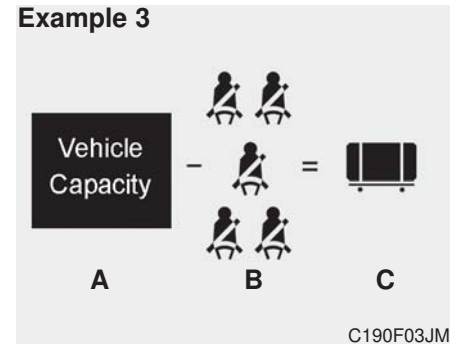 Example 3
Vehicle
Capacity
-
=
A B C
C190F03JM